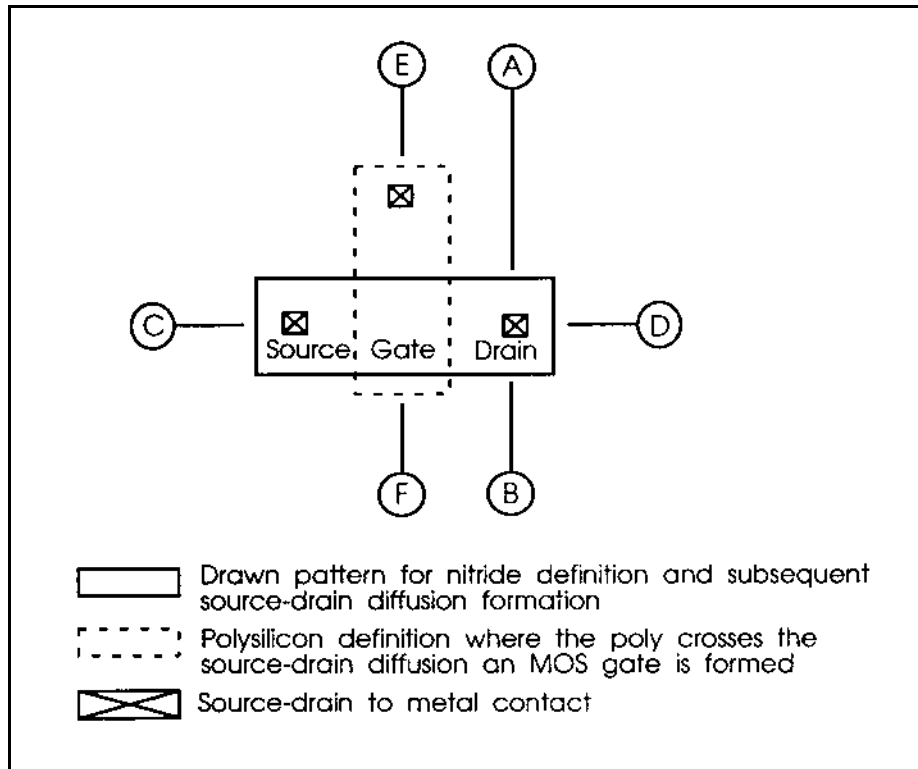 E A
C D
Source Gate Drain
F B
Drawn pattern for nitride definition and subsequent
source-drain diffusion formation
Polysilicon definition where the poly crosses the
source-drain diffusion an MOS gate is formed
Source-drain to metal contact